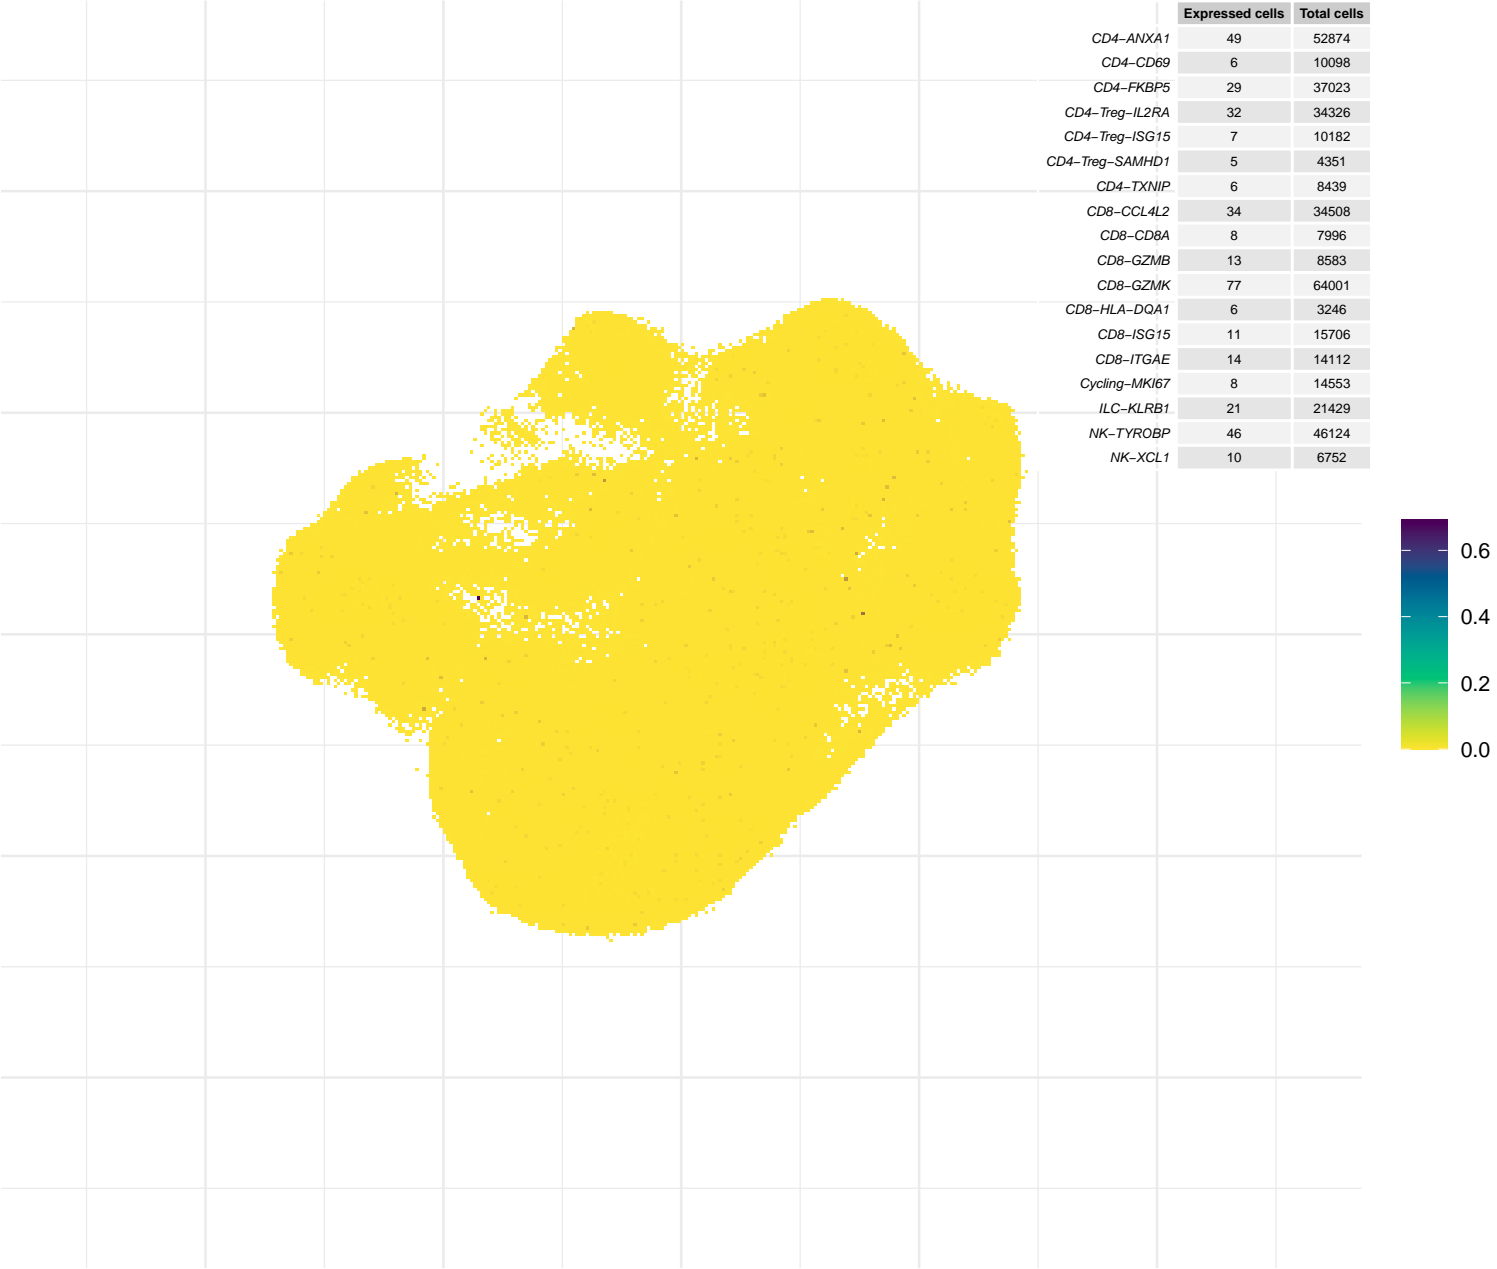 Expressed cells Total cells
CD4−ANXA1 49 52874
CD4−CD69 6 10098
CD4−FKBP5 29 37023
CD4−Treg−IL2RA 32 34326
CD4−Treg−ISG15 7 10182
CD4−Treg−SAMHD1 5 4351
CD4−TXNIP 6 8439
CD8−CCL4L2 34 34508
CD8−CD8A 8 7996
CD8−GZMB 13 8583
CD8−GZMK 77 64001
CD8−HLA−DQA1 6 3246
CD8−ISG15 11 15706
CD8−ITGAE 14 14112
Cycling−MKI67 8 14553
ILC−KLRB1 21 21429
NK−TYROBP 46 46124
NK−XCL1 10 6752
0.6
0.4
0.2
0.0